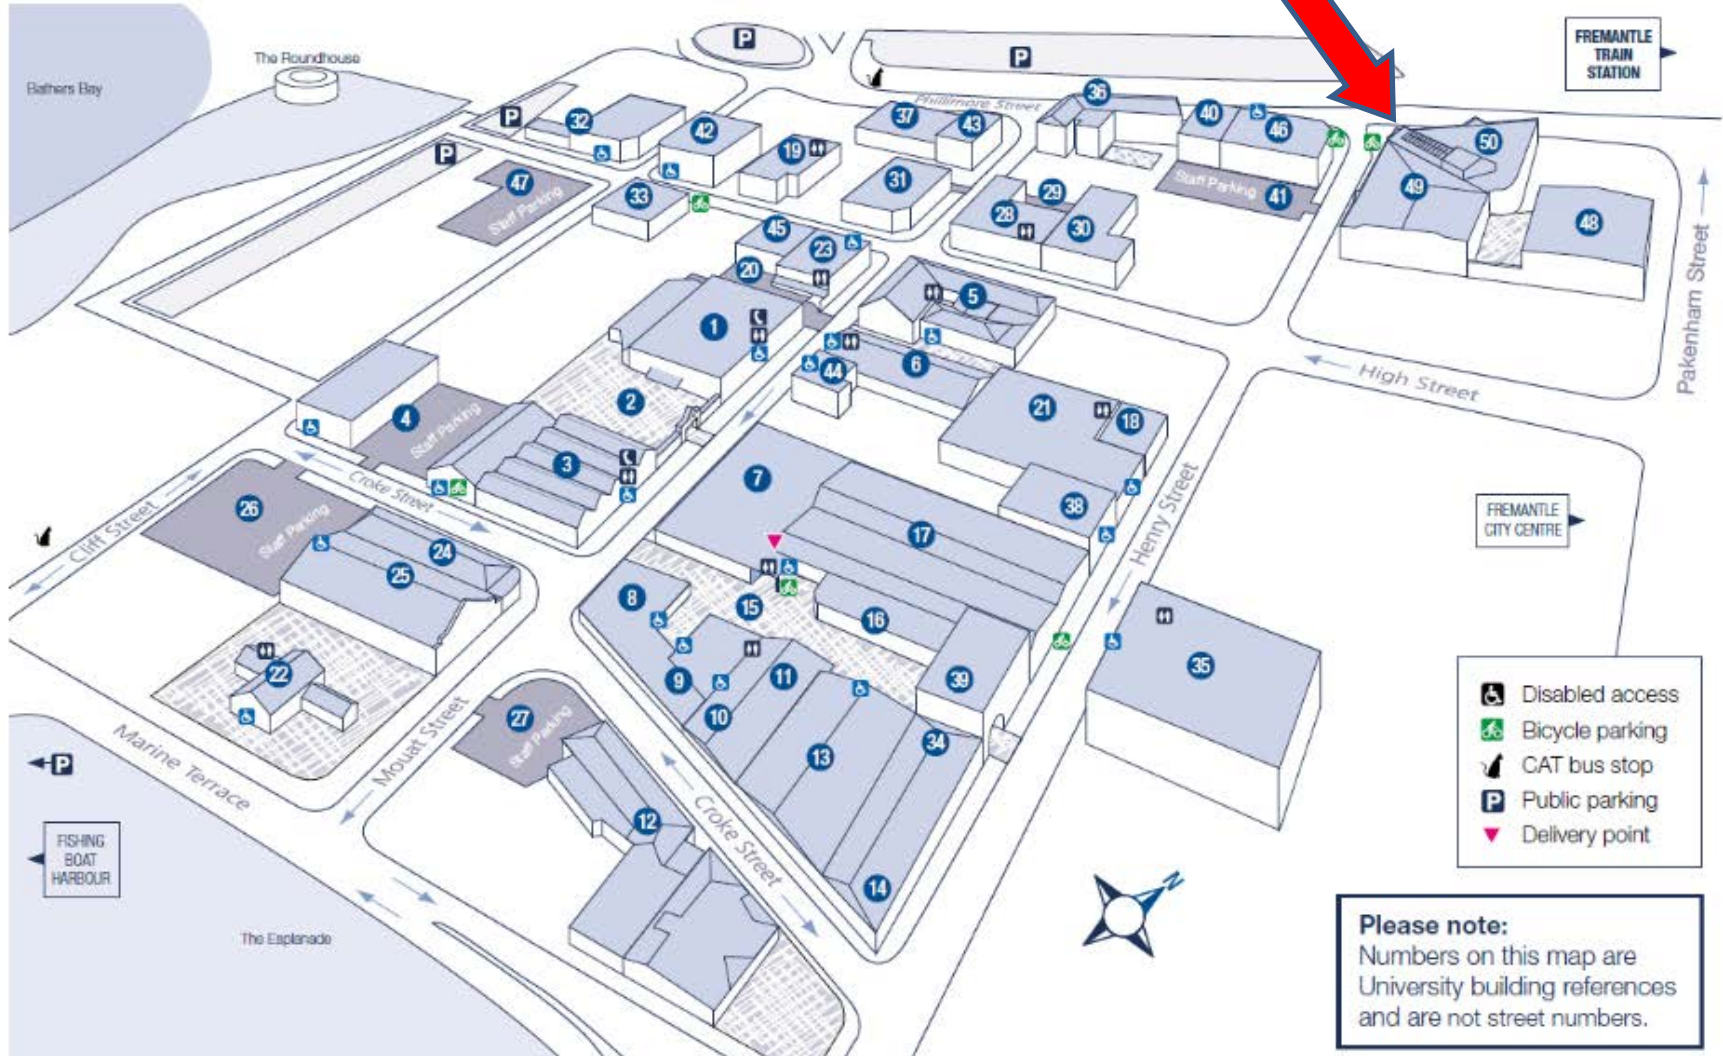 P
FREMANTLE
TRAIN
STATION
The Roundhouse
P
Bathers Bay
36
Phillimore Street
P
32
42
37
43
40
46
50
19
P
47
Staff Parking
33
31
Staff Parking
41
49
48
29
28
30
45
23
20
5
Pakenham Street
1
6
44
High Street
2
21
18
4
Staff Parking
3
7
Croke Street
38
26
Staff Parking
Cliff Street
24
25
17
Henry Street
FREMANTLE
CITY CENTRE
8
15
16
35
22
9
11
39
10
27
Staff Parking
34
13
Marine Terrace
Mouat Street
P
12
Croke Street
14
FISHING
BOAT
HARBOUR
The Esplanade
N
Disabled access
Bicycle parking
CAT bus stop
P Public parking
Delivery point
Please note:
Numbers on this map are
University building references
and are not street numbers.